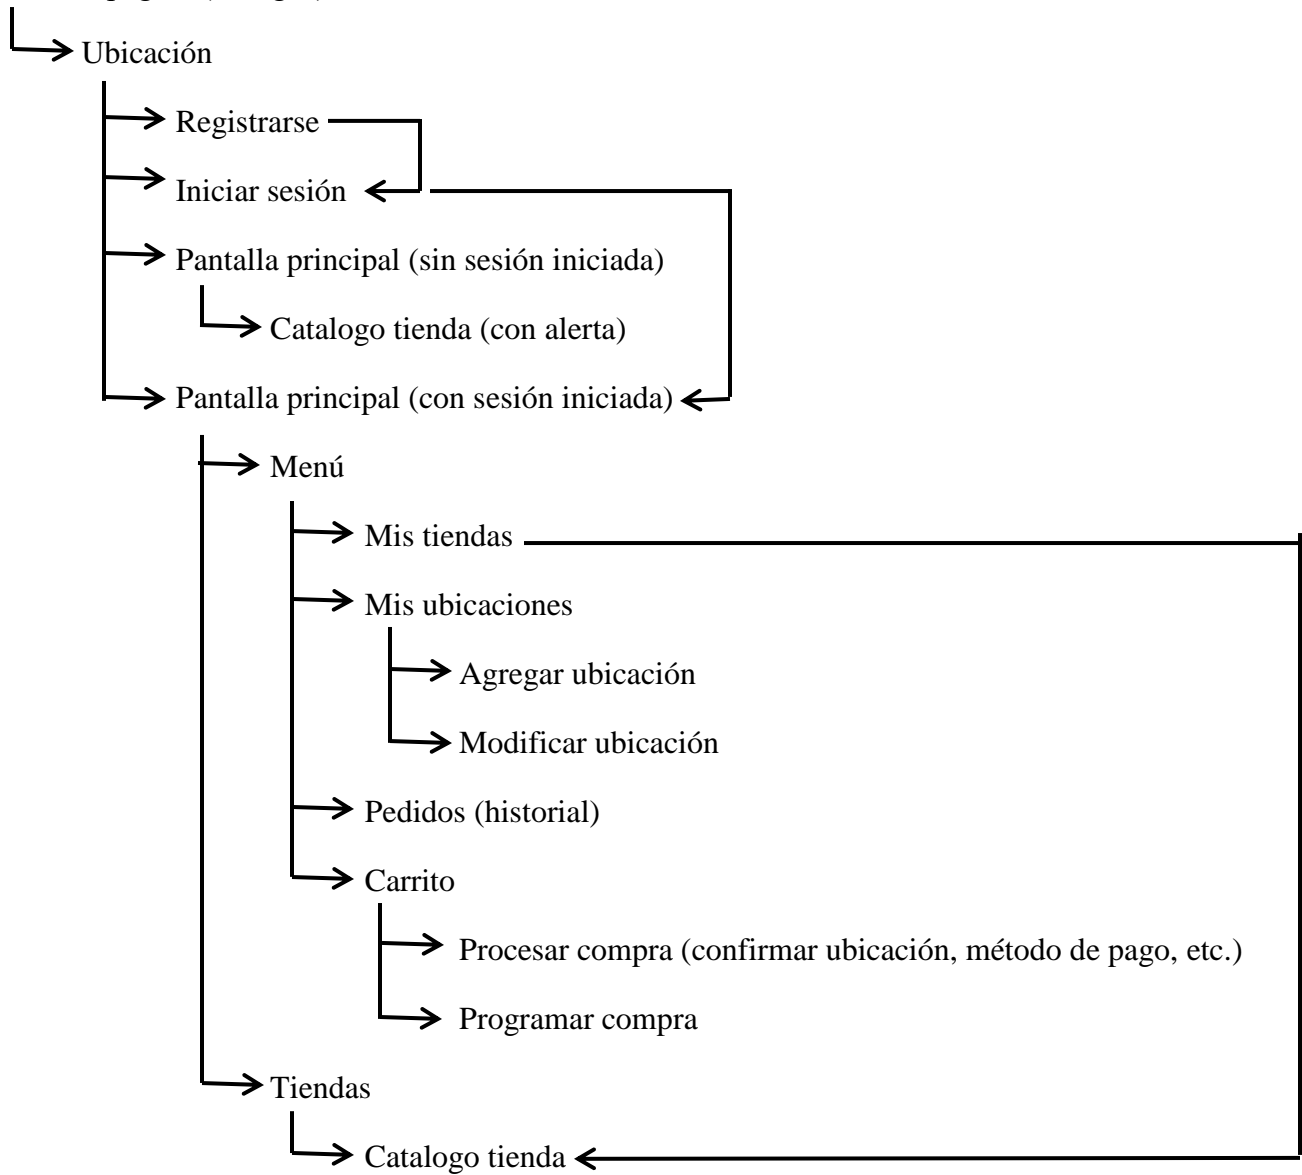 Ubicación
Registrarse
Iniciar sesión
Pantalla principal (sin sesión iniciada)
Catalogo tienda (con alerta)
Pantalla principal (con sesión iniciada)
Menú
Mis tiendas
Mis ubicaciones
Agregar ubicación
Modificar ubicación
Pedidos (historial)
Carrito
Procesar compra (confirmar ubicación, método de pago, etc.)
Programar compra
Tiendas
Catalogo tienda